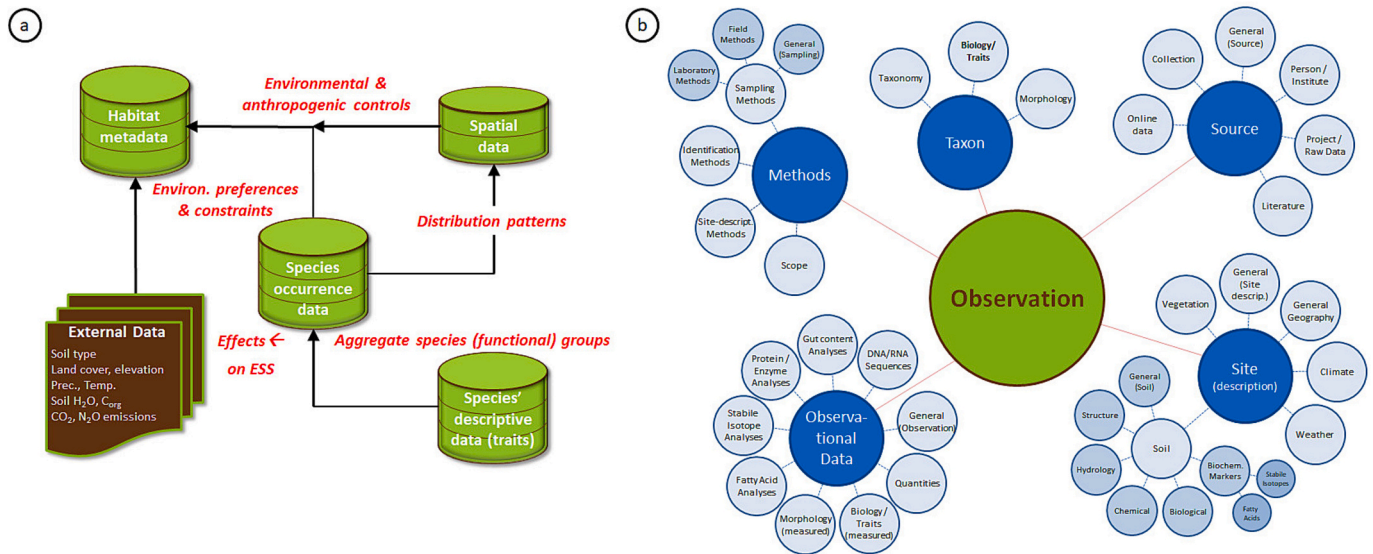 a
Environmental &
anthropogenic controls
Habitat
metadata
Spatial
data
Environ. preferences
& constraints
Distribution patterns
Species
occurrence
data
External Data
Soil type
Land cover, elevation
Prec., Temp.
Soil H₂O, Corg
CO₂, N₂O emissions
Effects ←
on ESS
Aggregate species (functional) groups
Species'
descriptive
data (traits)
b
Observation
Methods
Sampling
Methods
Laboratory
Methods
Field
Methods
General
(Sampling)
Identification
Methods
Site-descript.
Methods
Scope
Taxon
Taxonomy
Biology/
Traits
Morphology
Source
Online
data
Collection
General
(Source)
Person /
Institute
Project /
Raw Data
Literature
Site
(description)
Vegetation
General
(Site
descrip.)
General
Geography
Climate
Weather
Soil
General
(Soil)
Structure
Hydrology
Chemical
Biological
Biochem.
Markers
Stabile
Isotopes
Fatty
Acids
Observa-
tional
Data
Gut content
Analyses
DNA/RNA
Sequences
General
(Observation)
Quantities
Biology/
Traits
(measured)
Morphology
(measured)
Fatty Acid
Analyses
Stabile
Isotope
Analyses
Protein /
Enzyme
Analyses